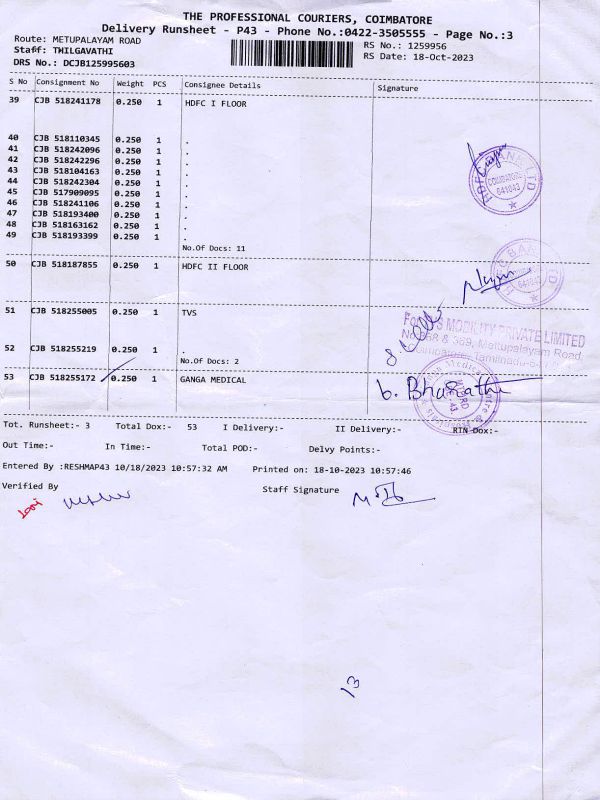 THE PROFESSIONAL COURIERS, COIMBATORE
Delivery Runsheet - P43 - Phone No.:0422-3505555 - Page No.:3
Route: METUPALAYAM ROAD
RS No.: 1259956
Staff: THILGAVATHI
RS Date: 18-Oct-2023
DRS No.: DCJB125995603
S No Consignment No Weight PCS Consignee Details Signature
39 CJB 518241178 0.250 1 HDFC I FLOOR
40 CJB 518110345 0.250 1 .
41 CJB 518242096 0.250 1 .
42 CJB 518242296 0.250 1 .
43 CJB 518104163 0.250 1 .
44 CJB 518242304 0.250 1 .
45 CJB 517909095 0.250 1 .
46 CJB 518241106 0.250 1 .
47 CJB 518193400 0.250 1 .
48 CJB 518163162 0.250 1 .
49 CJB 518193399 0.250 1 .
No.Of Docs: 11
HDFC BANK LTD
COIMBATORE
641043
50 CJB 518187855 0.250 1 HDFC II FLOOR
641043
51 CJB 518255005 0.250 1 TVS
MOBILITY PRIVATE LIMITED
& 369, Mettupalayam Road,
52 CJB 518255219 0.250 1 .
No.Of Docs: 2
53 CJB 518255172 0.250 1 GANGA MEDICAL
b. Bharathi
Tot. Runsheet:- 3 Total Dox:- 53 I Delivery:- II Delivery:- RTN Dox:-
Out Time:- In Time:- Total POD:- Delvy Points:-
Entered By :RESHMAP43 10/18/2023 10:57:32 AM Printed on: 18-10-2023 10:57:46
Verified By Staff Signature
13